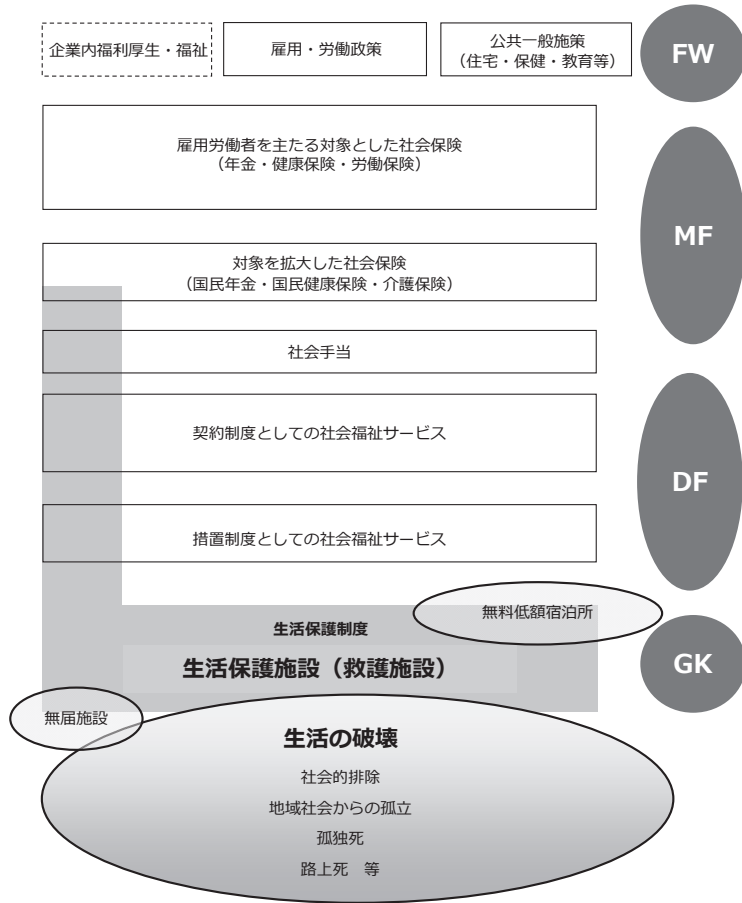 企業内福利厚生・福祉
雇用・労働政策
公共一般施策
（住宅・保健・教育等）
FW
雇用労働者を主たる対象とした社会保険
（年金・健康保険・労働保険）
MF
対象を拡大した社会保険
（国民年金・国民健康保険・介護保険）
社会手当
契約制度としての社会福祉サービス
DF
措置制度としての社会福祉サービス
無料低額宿泊所
生活保護制度
生活保護施設（救護施設）
GK
無届施設
生活の破壊
社会的排除
地域社会からの孤立
孤独死
路上死　等